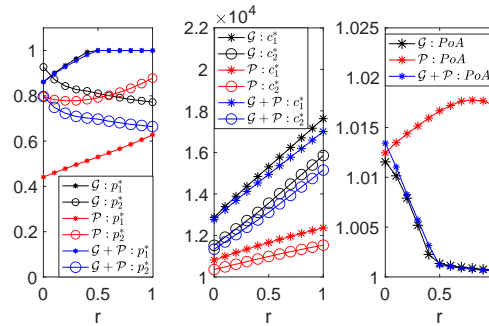 1
0.8
0.6
0.4
0.2
0
0 0.5 1
r
G : p₁*
G : p₂*
P : p₁*
P : p₂*
G + P : p₁*
G + P : p₂*
×10⁴
2.2
2
1.8
1.6
1.4
1.2
1
0 0.5 1
r
G : c₁*
G : c₂*
P : c₁*
P : c₂*
G + P : c₁*
G + P : c₂*
1.025
1.02
1.015
1.01
1.005
1
0 0.5 1
r
G : PoA
P : PoA
G + P : PoA